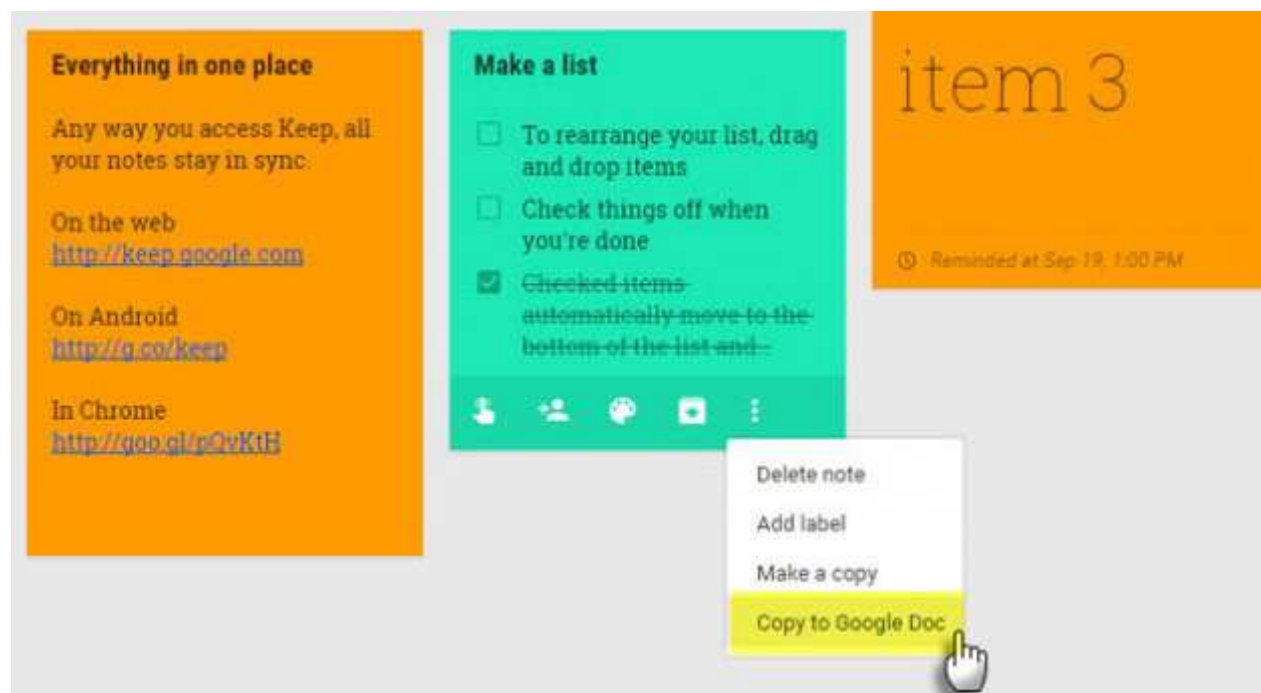 Everything in one place
Any way you access Keep, all
your notes stay in sync.
On the web
http://keep.google.com
On Android
http://g.co/keep
In Chrome
http://goo.gl/pQvKtH
Make a list
To rearrange your list, drag
and drop items
Check things off when
you're done
Checked items
automatically move to the
bottom of the list and
item 3
Reminded at Sep 19, 1:00 PM
Delete note
Add label
Make a copy
Copy to Google Doc